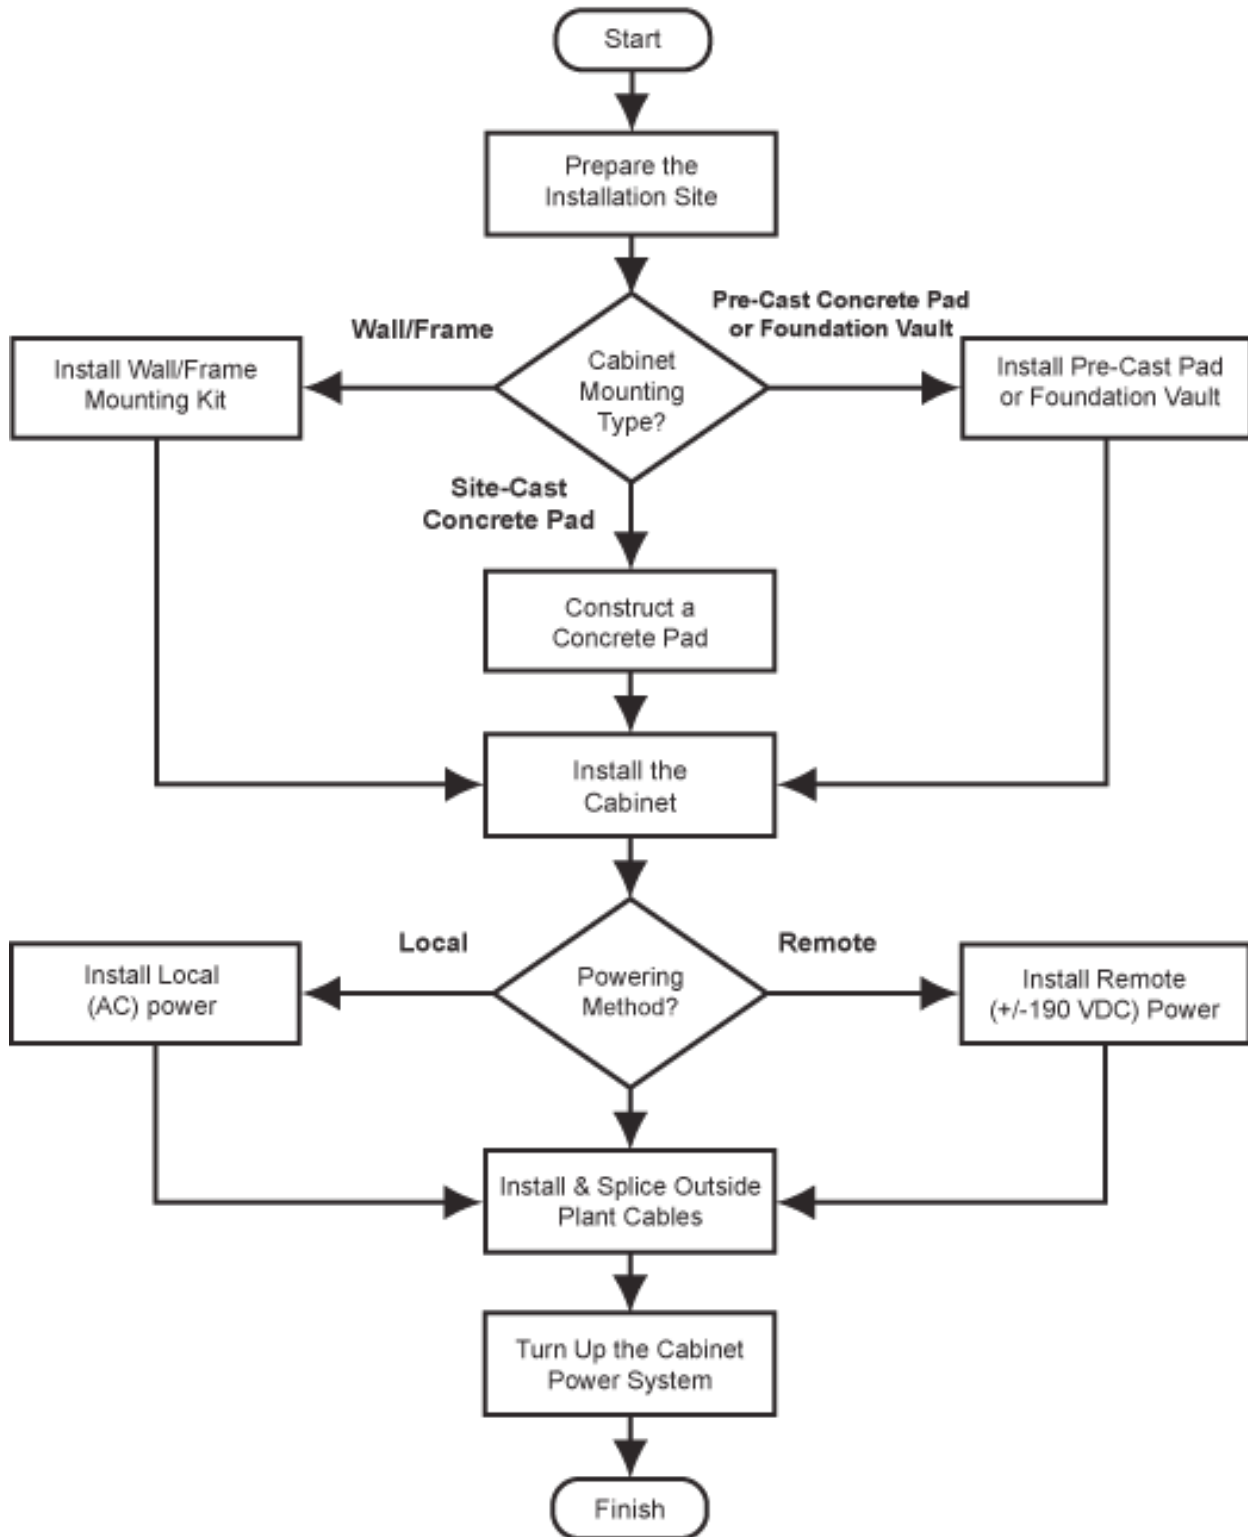 Start
Prepare the
Installation Site
Wall/Frame
Pre-Cast Concrete Pad
or Foundation Vault
Install Wall/Frame
Mounting Kit
Cabinet
Mounting
Type?
Install Pre-Cast Pad
or Foundation Vault
Site-Cast
Concrete Pad
Construct a
Concrete Pad
Install the
Cabinet
Local
Remote
Install Local
(AC) power
Powering
Method?
Install Remote
(+/-190 VDC) Power
Install & Splice Outside
Plant Cables
Turn Up the Cabinet
Power System
Finish